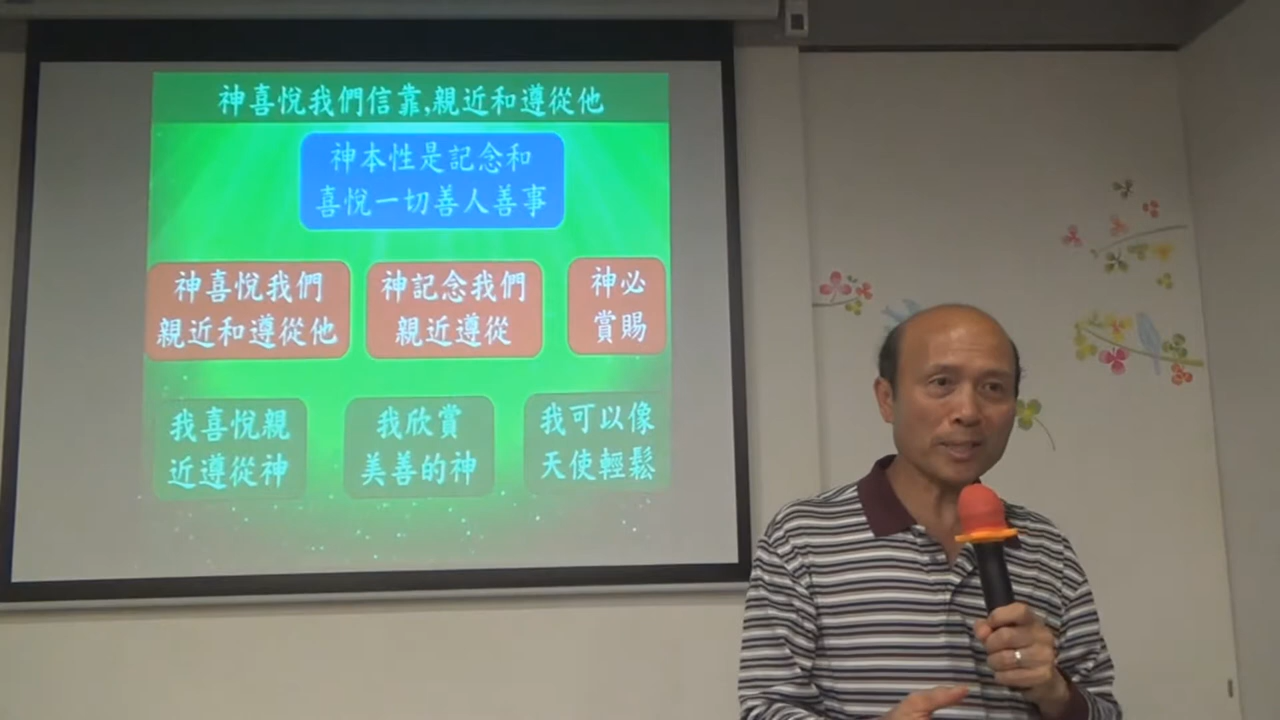 神喜悅我們信靠,親近和遵從他
神本性是記念和
喜悅一切善人善事
神喜悅我們
親近和遵從他
神記念我們
親近遵從
神必
賞賜
我喜悅親
近遵從神
我欣賞
美善的神
我可以像
天使輕鬆